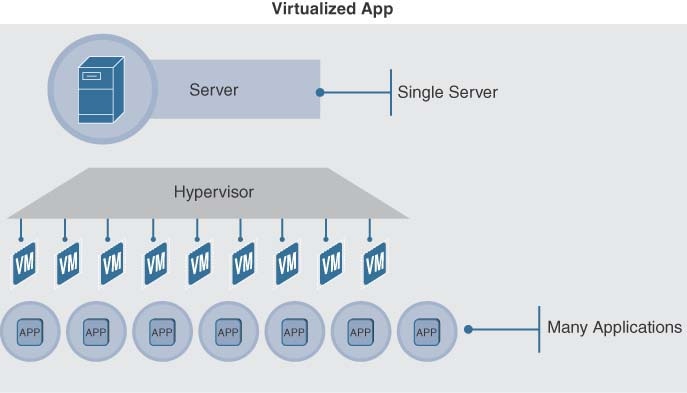 Virtualized App
Server
Single Server
Hypervisor
VM VM VM VM VM VM VM VM VM
APP APP APP APP APP APP APP
Many Applications